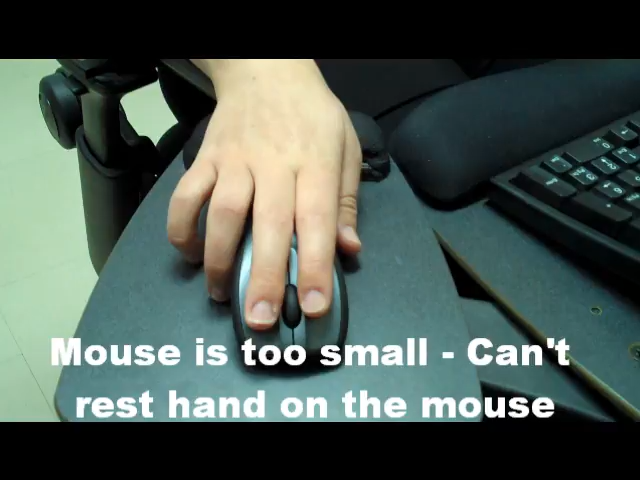 Mouse is too small - Can't
rest hand on the mouse